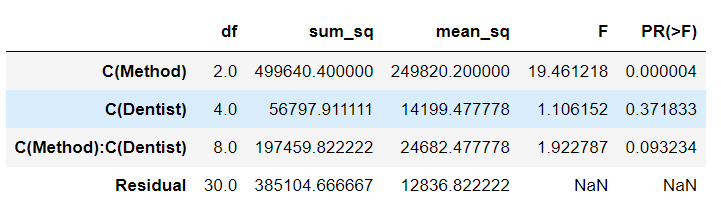 df sum_sq mean_sq F PR(>F)
C(Method) 2.0 499640.400000 249820.200000 19.461218 0.000004
C(Dentist) 4.0 56797.911111 14199.477778 1.106152 0.371833
C(Method):C(Dentist) 8.0 197459.822222 24682.477778 1.922787 0.093234
Residual 30.0 385104.666667 12836.822222 NaN NaN